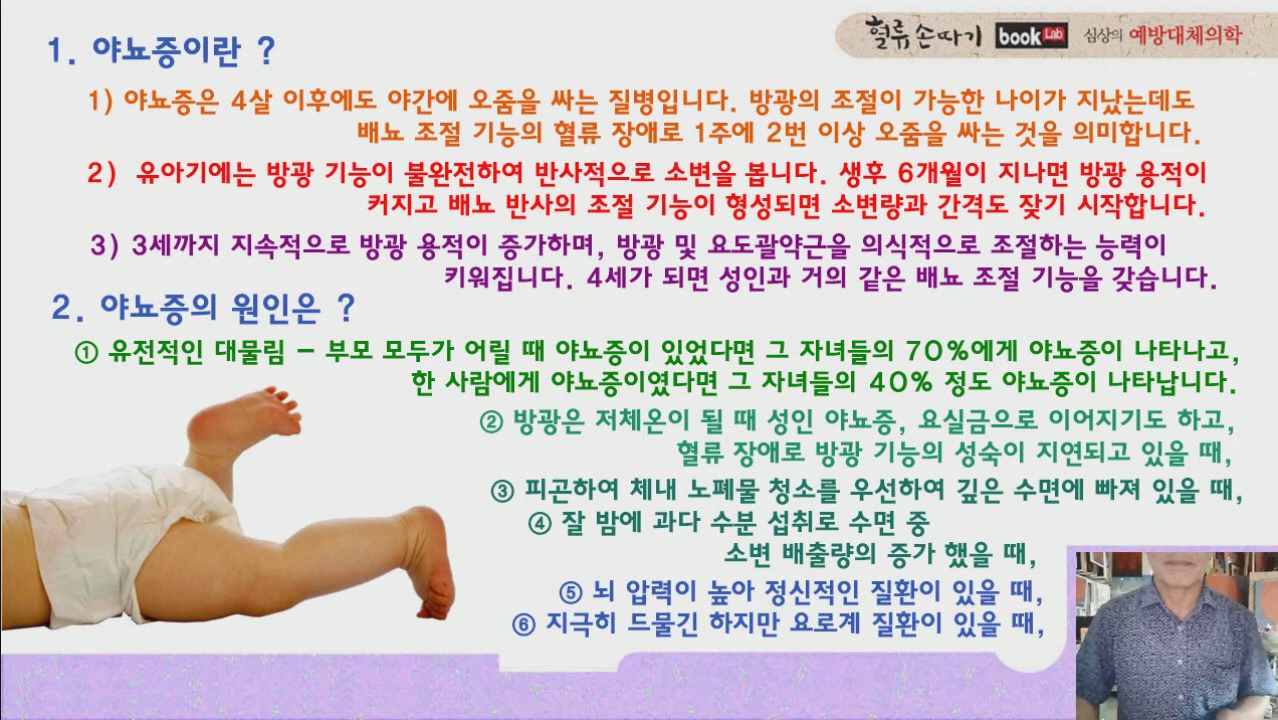 혈류 손따기 book Lab 심상의 예방대체의학
1. 야뇨증이란 ?
1) 야뇨증은 4살 이후에도 야간에 오줌을 싸는 질병입니다. 방광의 조절이 가능한 나이가 지났는데도
배뇨 조절 기능의 혈류 장애로 1주에 2번 이상 오줌을 싸는 것을 의미합니다.
2) 유아기에는 방광 기능이 불완전하여 반사적으로 소변을 봅니다. 생후 6개월이 지나면 방광 용적이
커지고 배뇨 반사의 조절 기능이 형성되면 소변량과 간격도 잦기 시작합니다.
3) 3세까지 지속적으로 방광 용적이 증가하며, 방광 및 요도괄약근을 의식적으로 조절하는 능력이
키워집니다. 4세가 되면 성인과 거의 같은 배뇨 조절 기능을 갖습니다.
2. 야뇨증의 원인은 ?
① 유전적인 대물림 – 부모 모두가 어릴 때 야뇨증이 있었다면 그 자녀들의 70%에게 야뇨증이 나타나고,
한 사람에게 야뇨증이였다면 그 자녀들의 40% 정도 야뇨증이 나타납니다.
② 방광은 저체온이 될 때 성인 야뇨증, 요실금으로 이어지기도 하고,
혈류 장애로 방광 기능의 성숙이 지연되고 있을 때,
③ 피곤하여 체내 노폐물 청소를 우선하여 깊은 수면에 빠져 있을 때,
④ 잘 밤에 과다 수분 섭취로 수면 중
소변 배출량의 증가 했을 때,
⑤ 뇌 압력이 높아 정신적인 질환이 있을 때,
⑥ 지극히 드물긴 하지만 요로계 질환이 있을 때,